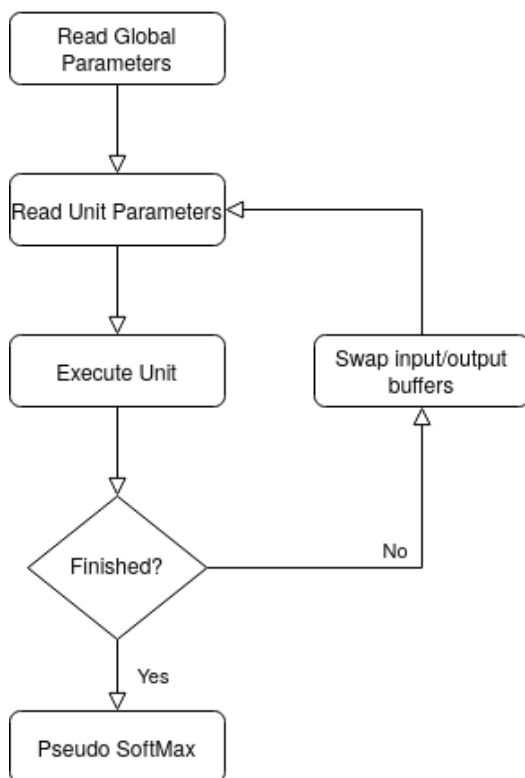 Read Global
Parameters
Read Unit Parameters
Execute Unit
Swap input/output
buffers
Finished?
No
Yes
Pseudo SoftMax